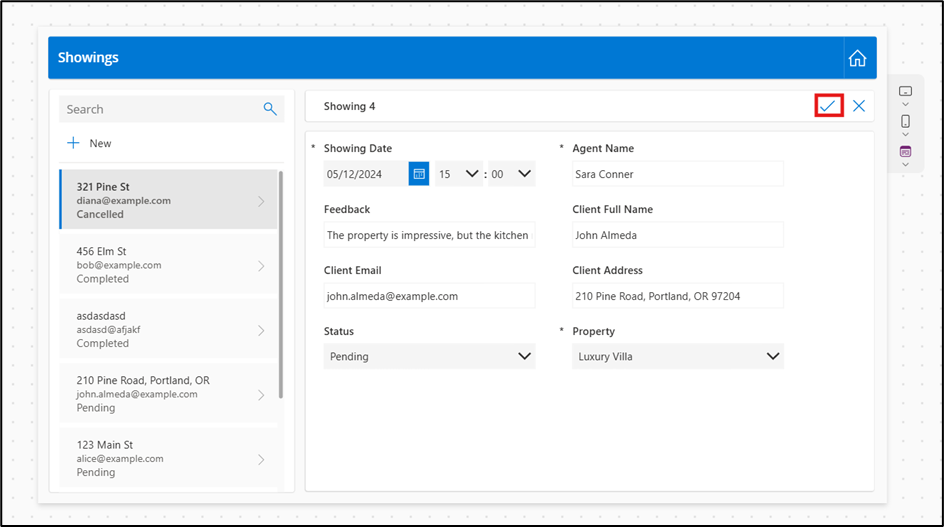 Showings
Search
New
321 Pine St
diana@example.com
Cancelled
456 Elm St
bob@example.com
Completed
asdasdasd
asdasd@afjakf
Completed
210 Pine Road, Portland, OR
john.almeda@example.com
Pending
123 Main St
alice@example.com
Pending
Showing 4
* Showing Date
05/12/2024 15 : 00
* Agent Name
Sara Conner
Feedback
The property is impressive, but the kitchen
Client Full Name
John Almeda
Client Email
john.almeda@example.com
Client Address
210 Pine Road, Portland, OR 97204
Status
Pending
* Property
Luxury Villa